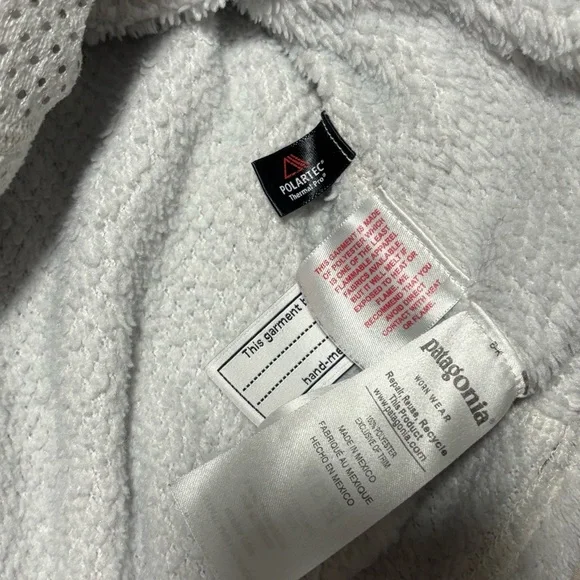 POLARTEC®
Thermal Pro®
THIS GARMENT IS MADE
OF POLYESTER WHICH
IS ONE OF THE LEAST
FLAMMABLE APPAREL
FABRICS AVAILABLE,
BUT IT WILL MELT IF
EXPOSED TO HEAT OR
FLAME. WE
RECOMMEND THAT YOU
AVOID DIRECT
CONTACT WITH HEAT
OR FLAME.
This garment
hand-me
patagonia®
WORN WEAR
Repair, Reuse, Recycle
This Product
www.patagonia.com
100% POLYESTER
EXCLUSIVE OF TRIM
MADE IN MEXICO
FABRIQUÉ AU MEXIQUE
HECHO EN MEXICO